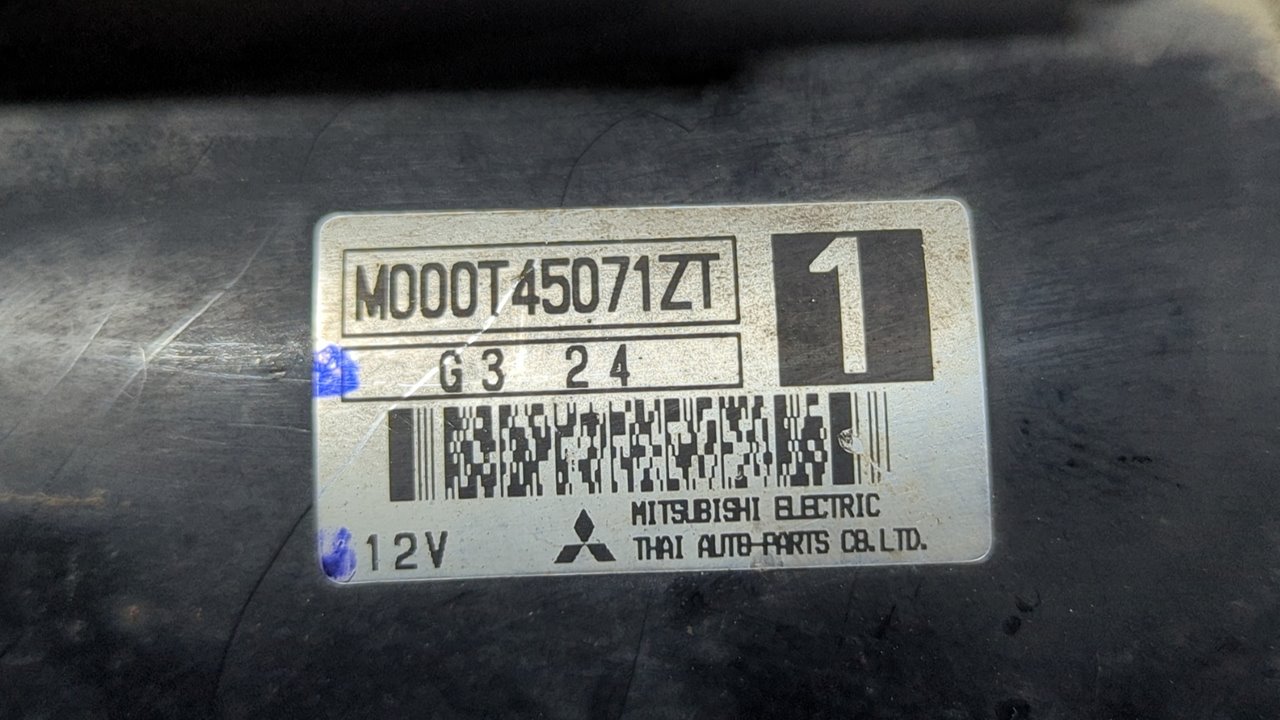 M000T45071ZT
1
G3 24
12V
MITSUBISHI ELECTRIC
THAI AUTO-PARTS CO.LTD.